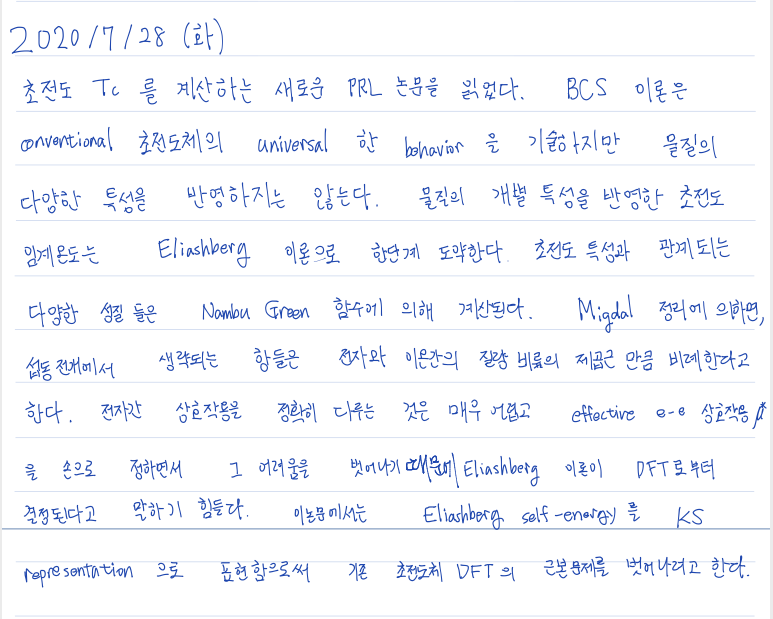 2020/7/28 (화)
초전도 Tc 를 계산하는 새로운 PRL 논문을 읽었다. BCS 이론은
conventional 초전도체의 universal 한 behavior 을 기술하지만 물질의
다양한 특성을 반영하지는 않는다. 물질의 개별 특성을 반영한 초전도
임계온도는 Eliashberg 이론으로 한단계 도약한다. 초전도 특성과 관계되는
다양한 성질 들은 Nambu Green 함수에 의해 계산된다. Migdal 정리에 의하면,
섭동전개에서 생략되는 항들은 전자와 이온간의 질량 비율의 제곱근 만큼 비례한다고
한다. 전자간 상호작용을 정확히 다루는 것은 매우 어렵고 effective e-e 상호작용 μ*
을 손으로 정하면서 그 어려움을 벗어나기 때문에 Eliashberg 이론이 DFT로부터
결정된다고 말하기 힘들다. 이논문에서는 Eliashberg self-energy 를 KS
representation 으로 표현함으로써 기존 초전도체 DFT의 근본문제를 벗어나려고 한다.